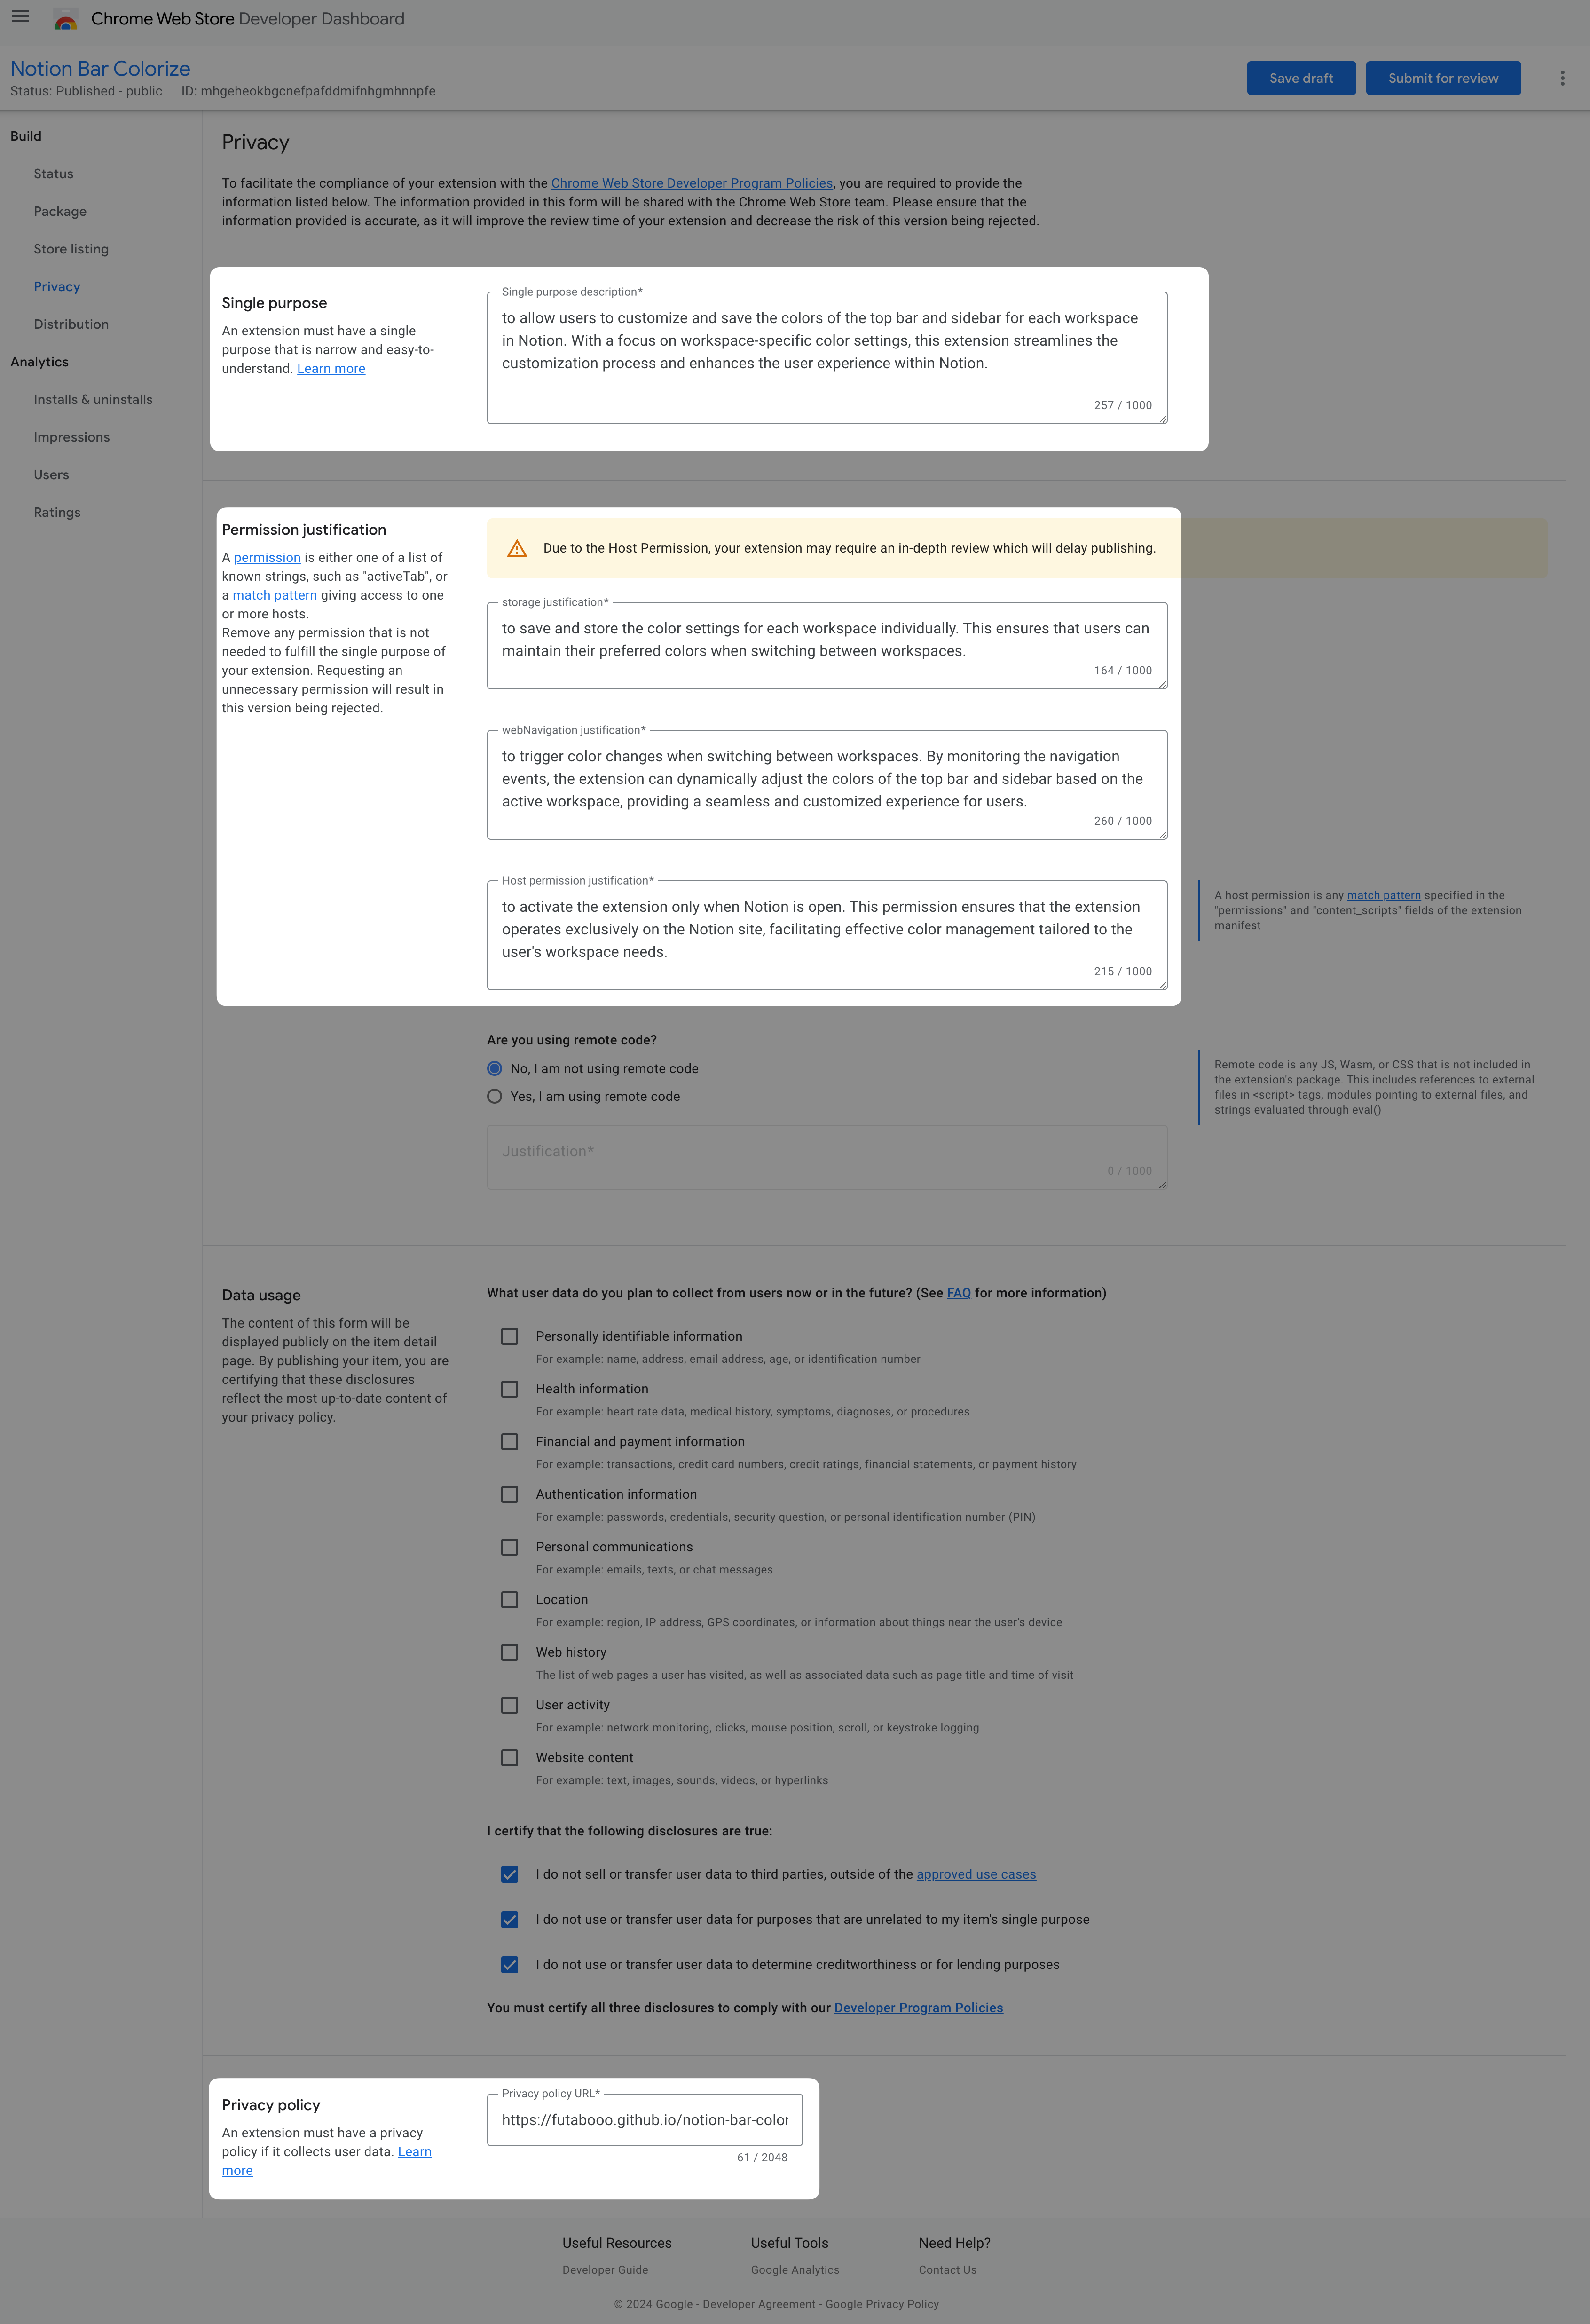 Chrome Web Store Developer Dashboard
Notion Bar Colorize
Status: Published - public ID: mhgeheokbgcnefpafddmifnhgmhnnpfe
Save draft
Submit for review
Build
Status
Package
Store listing
Privacy
Distribution
Analytics
Installs & uninstalls
Impressions
Users
Ratings
Privacy
To facilitate the compliance of your extension with the Chrome Web Store Developer Program Policies, you are required to provide the
information listed below. The information provided in this form will be shared with the Chrome Web Store team. Please ensure that the
information provided is accurate, as it will improve the review time of your extension and decrease the risk of this version being rejected.
Single purpose
An extension must have a single
purpose that is narrow and easy-to-
understand. Learn more
Single purpose description*
to allow users to customize and save the colors of the top bar and sidebar for each workspace
in Notion. With a focus on workspace-specific color settings, this extension streamlines the
customization process and enhances the user experience within Notion.
257 / 1000
Permission justification
A permission is either one of a list of
known strings, such as "activeTab", or
a match pattern giving access to one
or more hosts.
Remove any permission that is not
needed to fulfill the single purpose of
your extension. Requesting an
unnecessary permission will result in
this version being rejected.
Due to the Host Permission, your extension may require an in-depth review which will delay publishing.
storage justification*
to save and store the color settings for each workspace individually. This ensures that users can
maintain their preferred colors when switching between workspaces.
164 / 1000
webNavigation justification*
to trigger color changes when switching between workspaces. By monitoring the navigation
events, the extension can dynamically adjust the colors of the top bar and sidebar based on the
active workspace, providing a seamless and customized experience for users.
260 / 1000
Host permission justification*
to activate the extension only when Notion is open. This permission ensures that the extension
operates exclusively on the Notion site, facilitating effective color management tailored to the
user's workspace needs.
215 / 1000
A host permission is any match pattern specified in the
"permissions" and "content_scripts" fields of the extension
manifest
Are you using remote code?
No, I am not using remote code
Yes, I am using remote code
Justification*
0 / 1000
Remote code is any JS, Wasm, or CSS that is not included in
the extension's package. This includes references to external
files in <script> tags, modules pointing to external files, and
strings evaluated through eval()
Data usage
The content of this form will be
displayed publicly on the item detail
page. By publishing your item, you are
certifying that these disclosures
reflect the most up-to-date content of
your privacy policy.
What user data do you plan to collect from users now or in the future? (See FAQ for more information)
Personally identifiable information
For example: name, address, email address, age, or identification number
Health information
For example: heart rate data, medical history, symptoms, diagnoses, or procedures
Financial and payment information
For example: transactions, credit card numbers, credit ratings, financial statements, or payment history
Authentication information
For example: passwords, credentials, security question, or personal identification number (PIN)
Personal communications
For example: emails, texts, or chat messages
Location
For example: region, IP address, GPS coordinates, or information about things near the user's device
Web history
The list of web pages a user has visited, as well as associated data such as page title and time of visit
User activity
For example: network monitoring, clicks, mouse position, scroll, or keystroke logging
Website content
For example: text, images, sounds, videos, or hyperlinks
I certify that the following disclosures are true:
I do not sell or transfer user data to third parties, outside of the approved use cases
I do not use or transfer user data for purposes that are unrelated to my item's single purpose
I do not use or transfer user data to determine creditworthiness or for lending purposes
You must certify all three disclosures to comply with our Developer Program Policies
Privacy policy
An extension must have a privacy
policy if it collects user data. Learn
more
Privacy policy URL*
https://futabooo.github.io/notion-bar-color
61 / 2048
Useful Resources
Developer Guide
Useful Tools
Google Analytics
Need Help?
Contact Us
© 2024 Google - Developer Agreement - Google Privacy Policy